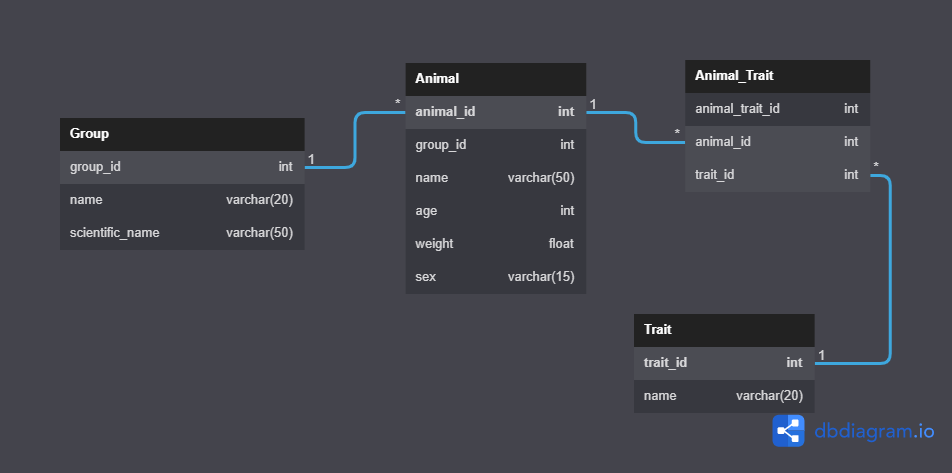 Group
group_id int
name varchar(20)
scientific_name varchar(50)
1
*
Animal
animal_id int
group_id int
name varchar(50)
age int
weight float
sex varchar(15)
1
*
Animal_Trait
animal_trait_id int
animal_id int
trait_id int
*
Trait
trait_id int
name varchar(20)
1
dbdiagram.io